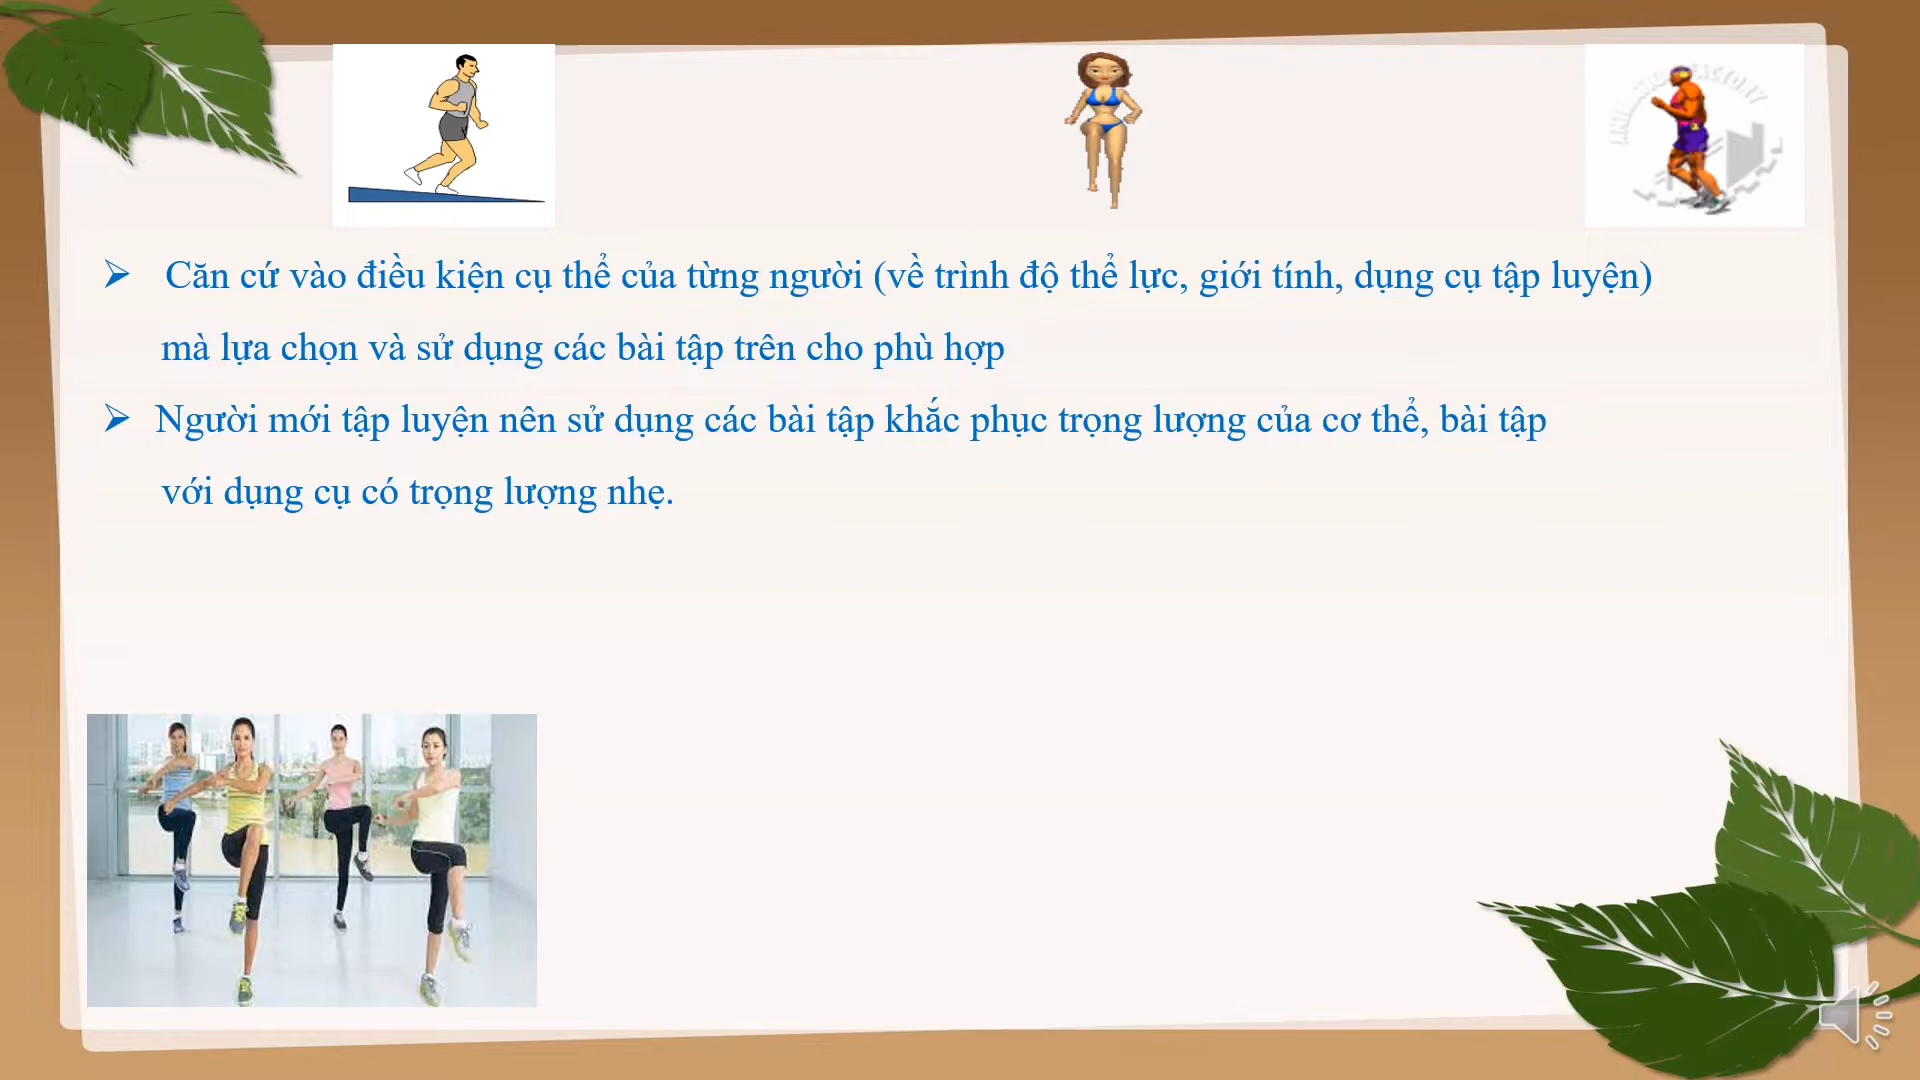 Căn cứ vào điều kiện cụ thể của từng người (về trình độ thể lực, giới tính, dụng cụ tập luyện)
mà lựa chọn và sử dụng các bài tập trên cho phù hợp
Người mới tập luyện nên sử dụng các bài tập khắc phục trọng lượng của cơ thể, bài tập
với dụng cụ có trọng lượng nhẹ.